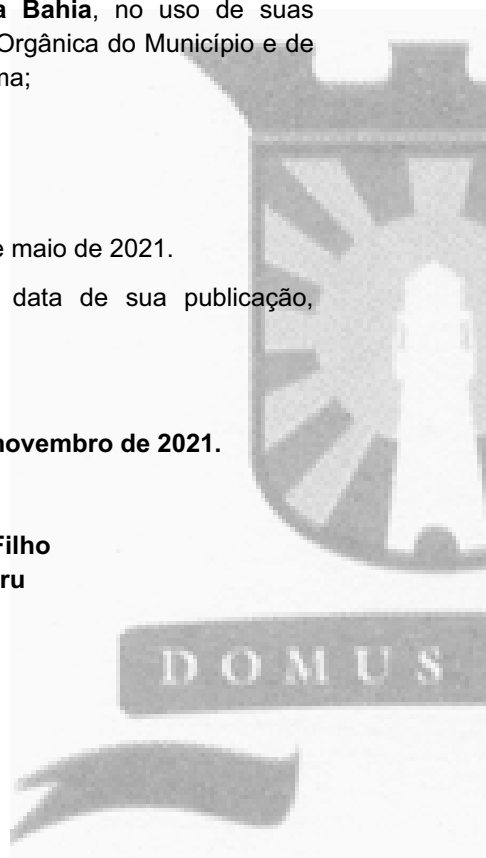 a Bahia, no uso de suas
Orgânica do Município e de
ma;
e maio de 2021.
data de sua publicação,
novembro de 2021.
Filho
ru
DOMUS